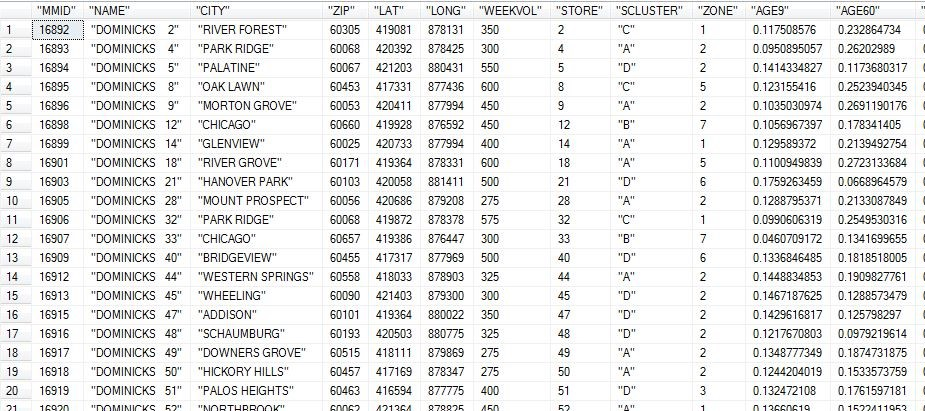 "MMID" "NAME" "CITY" "ZIP" "LAT" "LONG" "WEEKVOL" "STORE" "SCLUSTER" "ZONE" "AGE9" "AGE60"
1 16892 "DOMINICKS 2" "RIVER FOREST" 60305 419081 878131 350 2 "C" 1 0.117508576 0.232864734
2 16893 "DOMINICKS 4" "PARK RIDGE" 60068 420392 878425 300 4 "A" 2 0.0950895057 0.26202989
3 16894 "DOMINICKS 5" "PALATINE" 60067 421203 880431 550 5 "D" 2 0.1414334827 0.1173680317
4 16895 "DOMINICKS 8" "OAK LAWN" 60453 417331 877436 600 8 "C" 5 0.123155416 0.2523940345
5 16896 "DOMINICKS 9" "MORTON GROVE" 60053 420411 877994 450 9 "A" 2 0.1035030974 0.2691190176
6 16898 "DOMINICKS 12" "CHICAGO" 60660 419928 876592 450 12 "B" 7 0.1056967397 0.178341405
7 16899 "DOMINICKS 14" "GLENVIEW" 60025 420733 877994 400 14 "A" 1 0.129589372 0.2139492754
8 16901 "DOMINICKS 18" "RIVER GROVE" 60171 419364 878331 600 18 "A" 5 0.1100949839 0.2723133684
9 16903 "DOMINICKS 21" "HANOVER PARK" 60103 420058 881411 500 21 "D" 6 0.1759263459 0.0668964579
10 16905 "DOMINICKS 28" "MOUNT PROSPECT" 60056 420686 879208 275 28 "A" 2 0.1288795371 0.2133087849
11 16906 "DOMINICKS 32" "PARK RIDGE" 60068 419872 878378 575 32 "C" 1 0.0990606319 0.2549530316
12 16907 "DOMINICKS 33" "CHICAGO" 60657 419386 876447 300 33 "B" 7 0.0460709172 0.1341699655
13 16909 "DOMINICKS 40" "BRIDGEVIEW" 60455 417317 877969 500 40 "D" 6 0.1336846485 0.1818518005
14 16912 "DOMINICKS 44" "WESTERN SPRINGS" 60558 418033 878903 325 44 "A" 2 0.1448834853 0.1909827761
15 16913 "DOMINICKS 45" "WHEELING" 60090 421403 879300 300 45 "D" 2 0.1467187625 0.1288573479
16 16915 "DOMINICKS 47" "ADDISON" 60101 419364 880022 350 47 "D" 2 0.1429616817 0.125798297
17 16916 "DOMINICKS 48" "SCHAUMBURG" 60193 420503 880775 325 48 "D" 2 0.1217670803 0.0979219614
18 16917 "DOMINICKS 49" "DOWNERS GROVE" 60515 418111 879869 275 49 "A" 2 0.1348777349 0.1874731875
19 16918 "DOMINICKS 50" "HICKORY HILLS" 60457 417169 878347 275 50 "A" 2 0.1244204019 0.1533573759
20 16919 "DOMINICKS 51" "PALOS HEIGHTS" 60463 416594 877775 400 51 "D" 3 0.132472108 0.1761597181
21 16920 "DOMINICKS 52" "NORTHBROOK" 60062 421364 878825 450 52 "A" 1 0.13660619